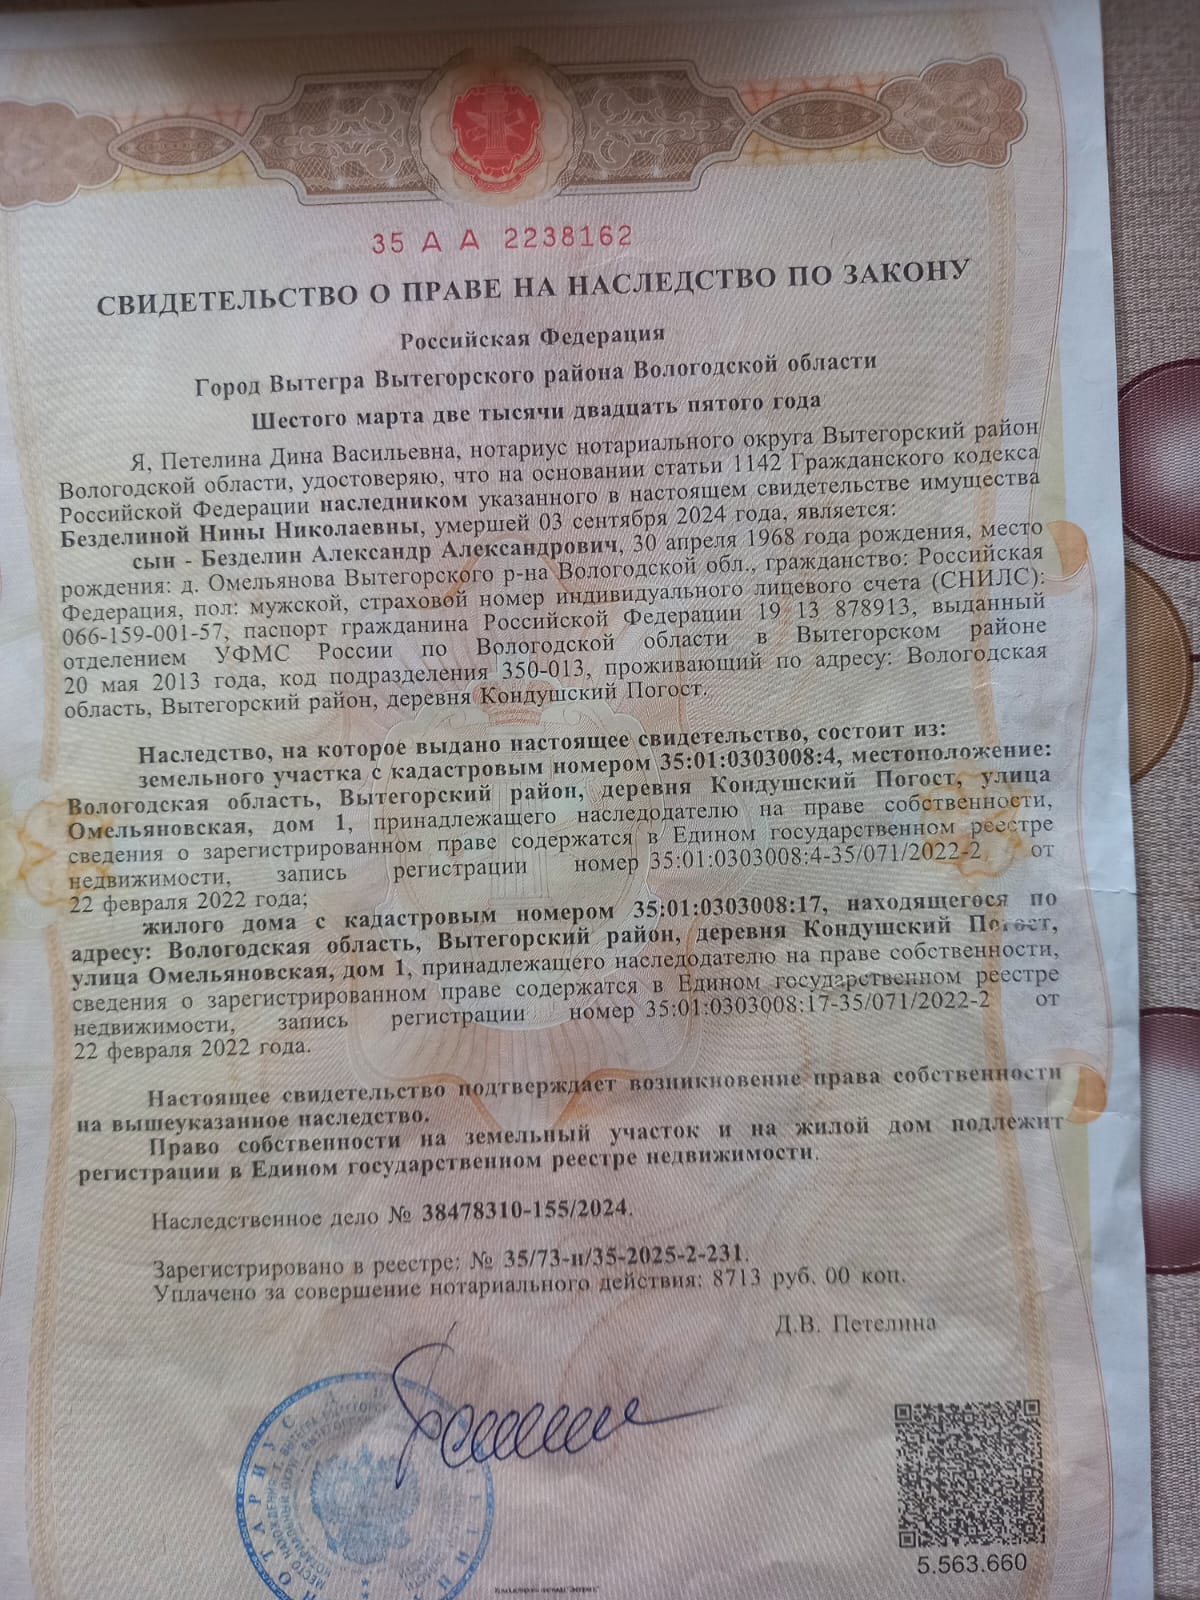 35 А А 2238162
СВИДЕТЕЛЬСТВО О ПРАВЕ НА НАСЛЕДСТВО ПО ЗАКОНУ
Российская Федерация
Город Вытегра Вытегорского района Вологодской области
Шестого марта две тысячи двадцать пятого года
Я, Петелина Дина Васильевна, нотариус нотариального округа Вытегорский район
Вологодской области, удостоверяю, что на основании статьи 1142 Гражданского кодекса
Российской Федерации наследником указанного в настоящем свидетельстве имущества
Безделиной Нины Николаевны, умершей 03 сентября 2024 года, является:
сын - Безделин Александр Александрович, 30 апреля 1968 года рождения, место
рождения: д. Омельянова Вытегорского р-на Вологодской обл., гражданство: Российская
Федерация, пол: мужской, страховой номер индивидуального лицевого счета (СНИЛС):
066-159-001-57, паспорт гражданина Российской Федерации 19 13 878913, выданный
отделением УФМС России по Вологодской области в Вытегорском районе
20 мая 2013 года, код подразделения 350-013, проживающий по адресу: Вологодская
область, Вытегорский район, деревня Кондушский Погост.
Наследство, на которое выдано настоящее свидетельство, состоит из:
земельного участка с кадастровым номером 35:01:0303008:4, местоположение:
Вологодская область, Вытегорский район, деревня Кондушский Погост, улица
Омельяновская, дом 1, принадлежащего наследодателю на праве собственности,
сведения о зарегистрированном праве содержатся в Едином государственном реестре
недвижимости, запись регистрации номер 35:01:0303008:4-35/071/2022-2 от
22 февраля 2022 года;
жилого дома с кадастровым номером 35:01:0303008:17, находящегося по
адресу: Вологодская область, Вытегорский район, деревня Кондушский Погост,
улица Омельяновская, дом 1, принадлежащего наследодателю на праве собственности,
сведения о зарегистрированном праве содержатся в Едином государственном реестре
недвижимости, запись регистрации номер 35:01:0303008:17-35/071/2022-2 от
22 февраля 2022 года.
Настоящее свидетельство подтверждает возникновение права собственности
на вышеуказанное наследство.
Право собственности на земельный участок и на жилой дом подлежит
регистрации в Едином государственном реестре недвижимости.
Наследственное дело № 38478310-155/2024.
Зарегистрировано в реестре: № 35/73-н/35-2025-2-231.
Уплачено за совершение нотариального действия: 8713 руб. 00 коп.
Д.В. Петелина
5.563.660